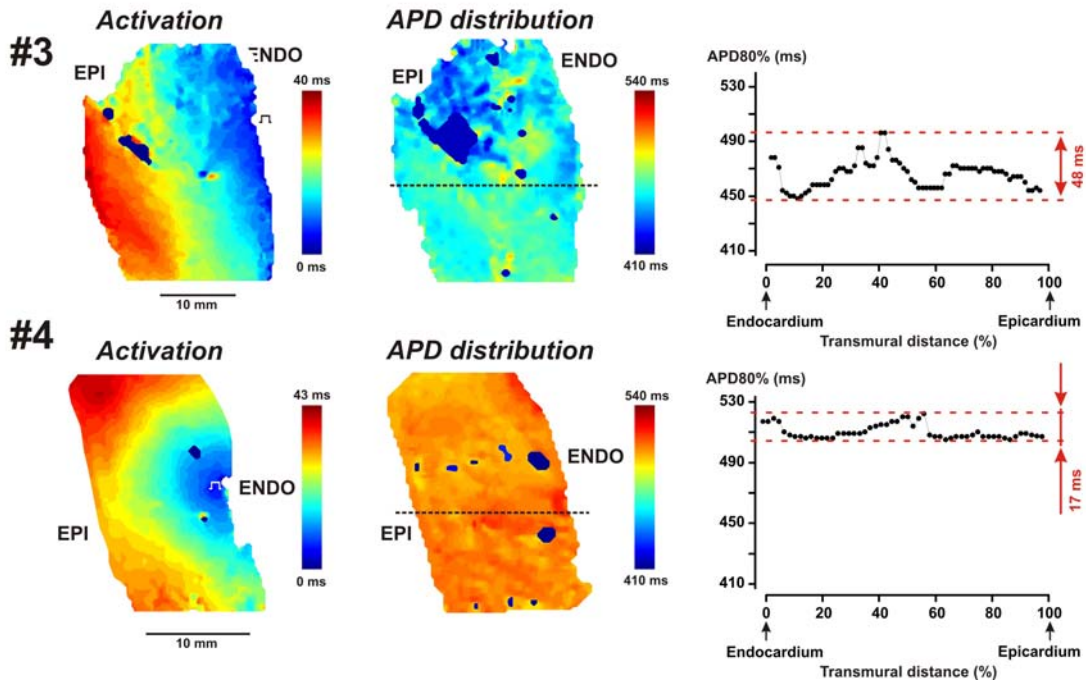 #3
Activation
EPI
ENDO
40 ms
0 ms
10 mm
APD distribution
EPI
ENDO
540 ms
410 ms
APD80% (ms)
530
490
450
410
48 ms
0 20 40 60 80 100
Endocardium Epicardium
Transmural distance (%)
#4
Activation
EPI
ENDO
43 ms
0 ms
10 mm
APD distribution
EPI
ENDO
540 ms
410 ms
APD80% (ms)
530
490
450
410
17 ms
0 20 40 60 80 100
Endocardium Epicardium
Transmural distance (%)